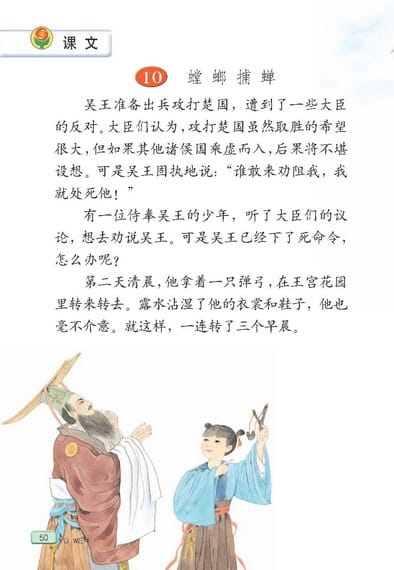 课文
10 螳螂捕蝉
吴王准备出兵攻打楚国，遭到了一些大臣
的反对。大臣们认为，攻打楚国虽然取胜的希望
很大，但如果其他诸侯国乘虚而入，后果将不堪
设想。可是吴王固执地说：“谁敢来劝阻我，我
就处死他！”
有一位侍奉吴王的少年，听了大臣们的议
论，想去劝说吴王。可是吴王已经下了死命令，
怎么办呢？
第二天清晨，他拿着一只弹弓，在王宫花园
里转来转去。露水沾湿了他的衣裳和鞋子，他也
毫不介意。就这样，一连转了三个早晨。
50 YU WEN